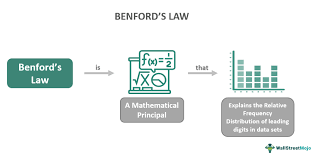 BENFORD'S LAW
Benford's
Law
is
f(x)=½
A Mathematical
Principal
that
Explains the Relative
Frequency
Distribution of leading
digits in data sets
WallStreetMojo